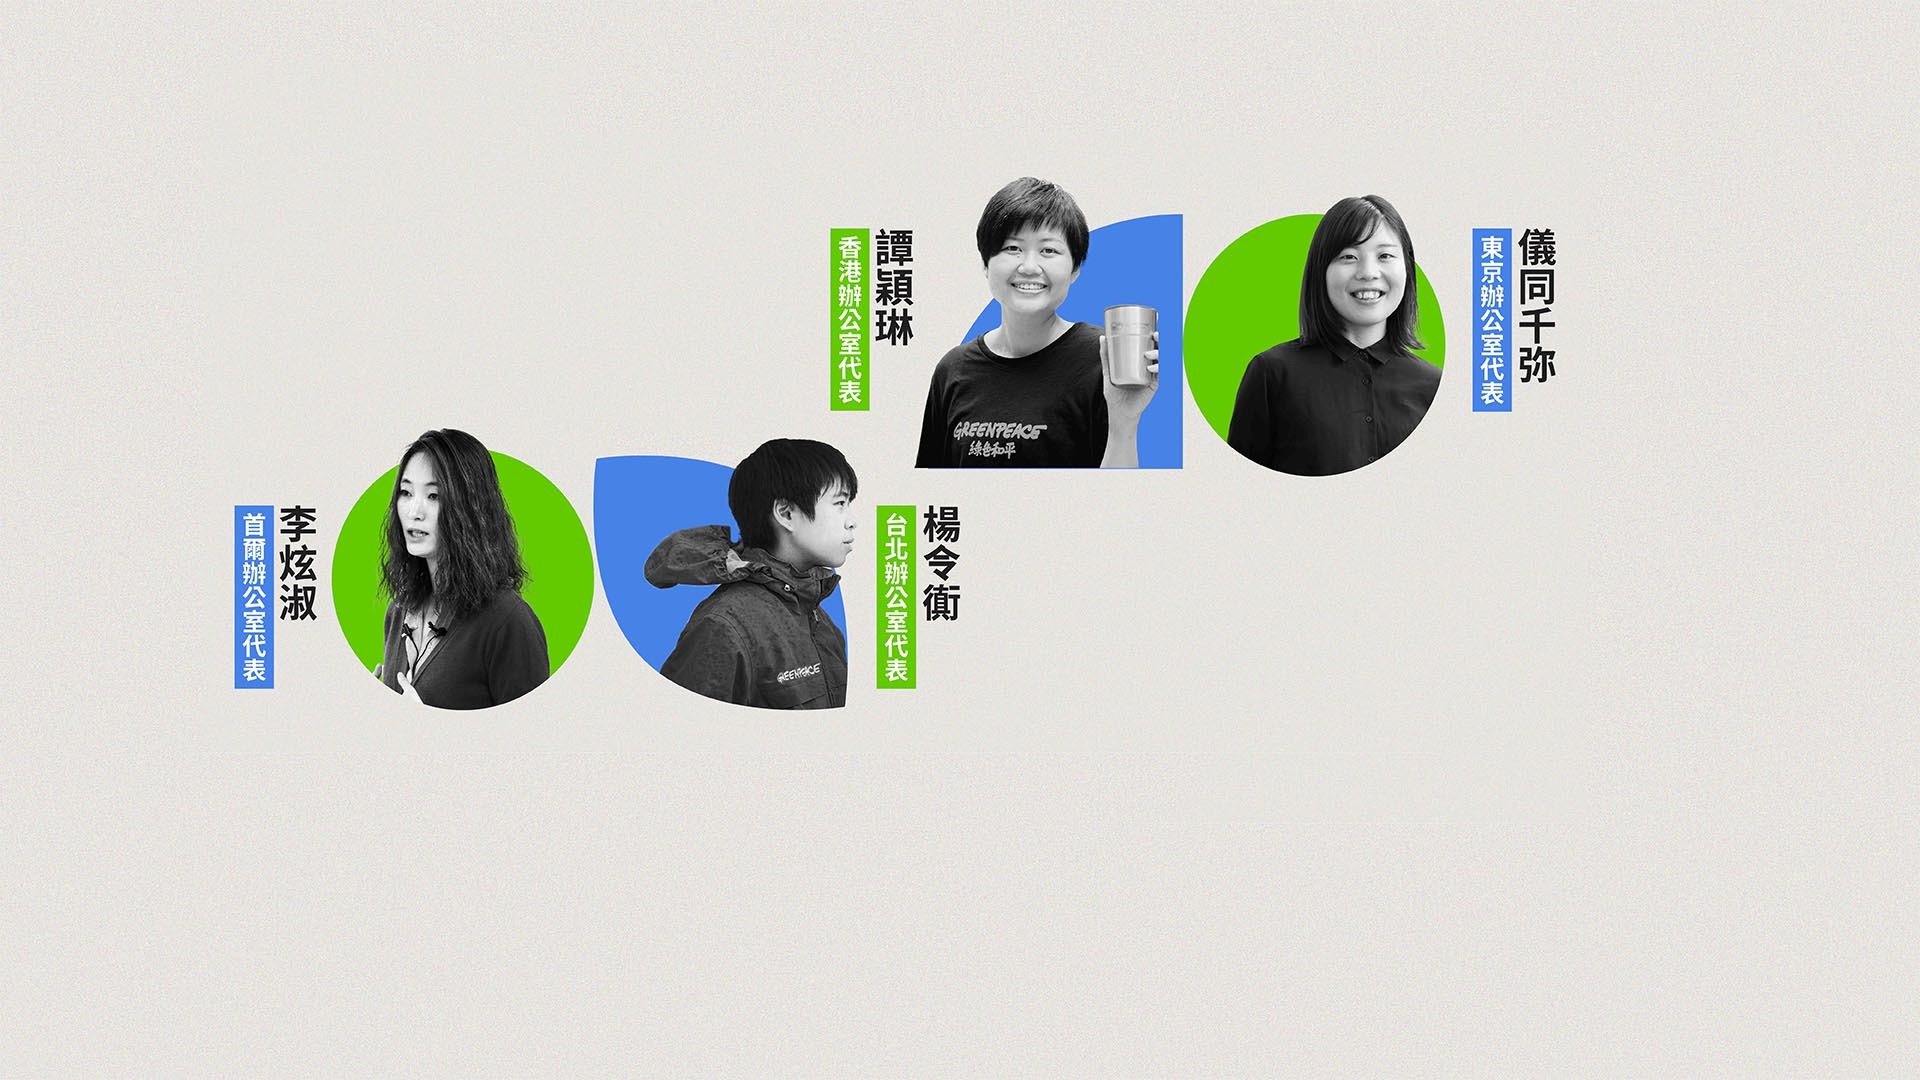 譚穎琳
香港辦公室代表
GREENPEACE
綠色和平
儀同千弥
東京辦公室代表
李炫淑
首爾辦公室代表
GREENPEACE
楊令衡
台北辦公室代表